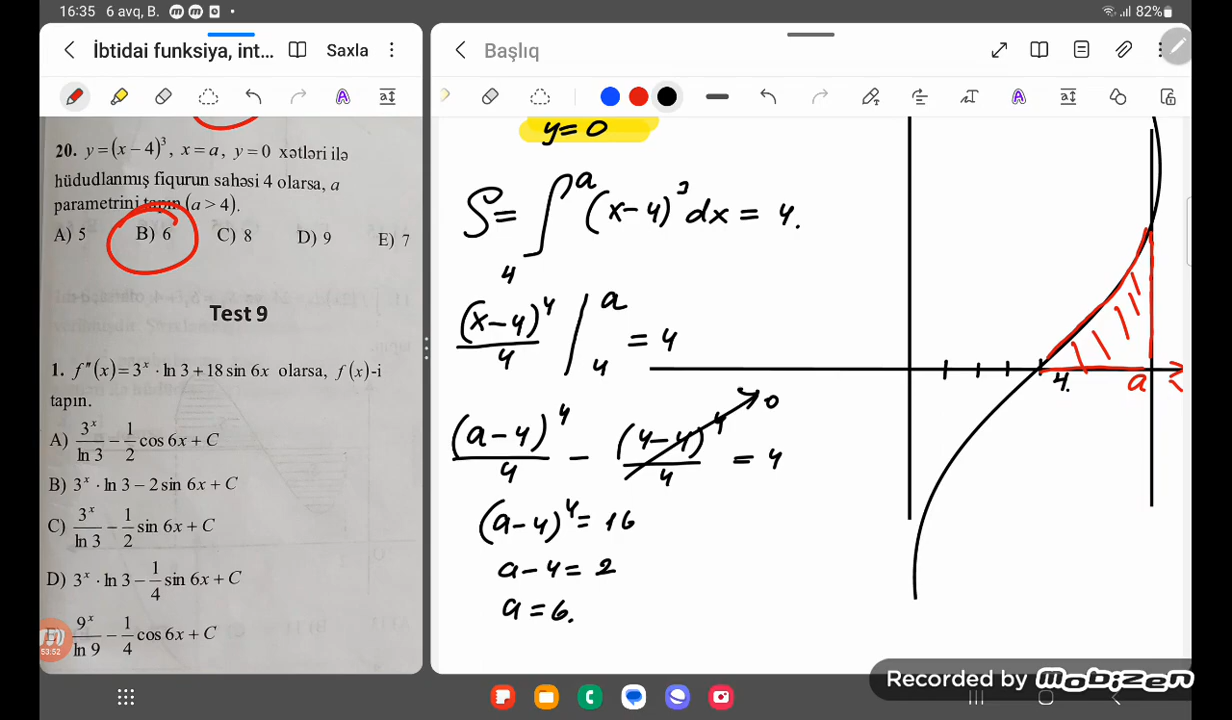 16:35 6 avq, B.
82%
İbtidai funksiya, int...
Saxla
Başlıq
20. y = (x − 4)³, x = a, y = 0 xətləri ilə
hüdudlanmış fiqurun sahəsi 4 olarsa, a
parametrini tapın (a > 4).
A) 5 B) 6 C) 8 D) 9 E) 7
Test 9
1. f″(x) = 3ˣ · ln 3 + 18 sin 6x olarsa, f(x)-i
tapın.
A) 3ˣ/ln 3 − 1/2 cos 6x + C
B) 3ˣ · ln 3 − 2 sin 6x + C
C) 3ˣ/ln 3 − 1/2 sin 6x + C
D) 3ˣ · ln 3 − 1/4 sin 6x + C
9ˣ/ln 9 − 1/4 cos 6x + C
53:52
y = 0
S = ∫₄ᵃ (x − 4)³ dx = 4.
(x − 4)⁴/4 |₄ᵃ = 4
(a − 4)⁴/4 − (4 − 4)⁴/4 = 4
0
(a − 4)⁴ = 16
a − 4 = 2
a = 6.
4.
a
Recorded by mobizen